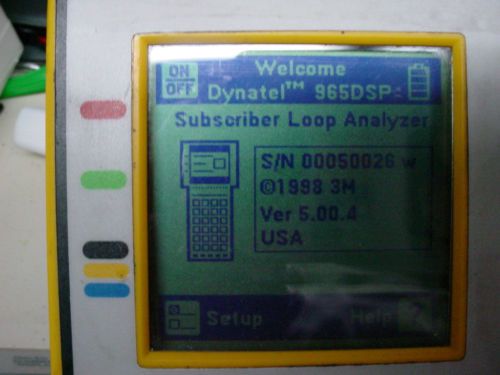 ON
OFF
Welcome
Dynatel™ 965DSP
Subscriber Loop Analyzer
S/N 00050026 w
©1998 3M
Ver 5.00.4
USA
Setup
Help ?